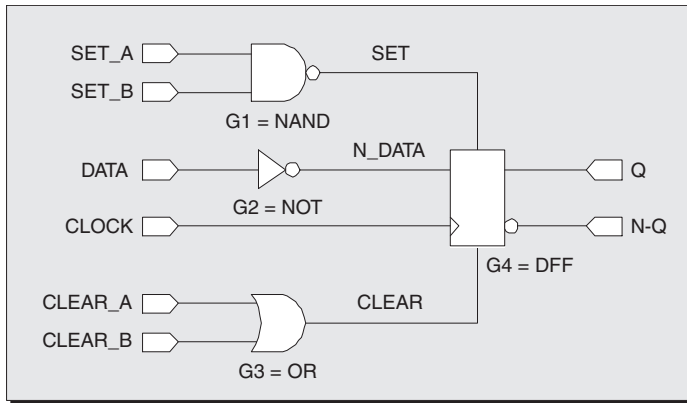 SET_A
SET
SET_B
G1 = NAND
N_DATA
DATA
Q
G2 = NOT
CLOCK
N-Q
G4 = DFF
CLEAR_A
CLEAR
CLEAR_B
G3 = OR